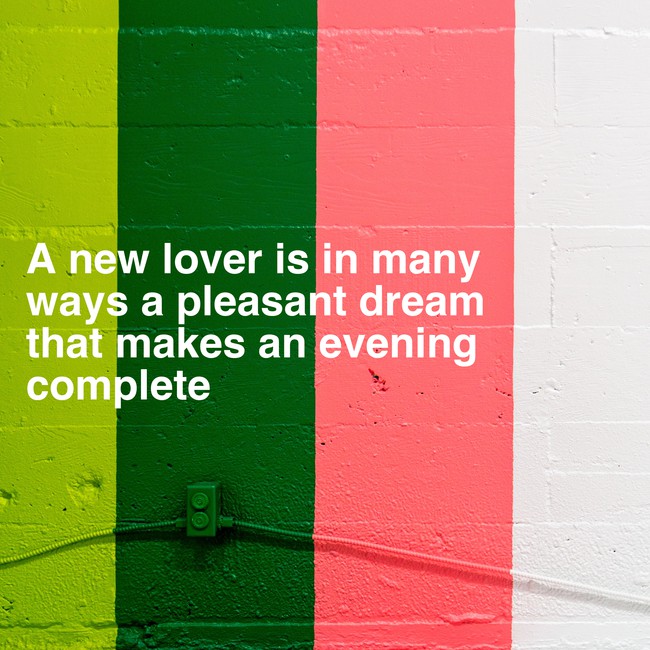 A new lover is in many
ways a pleasant dream
that makes an evening
complete